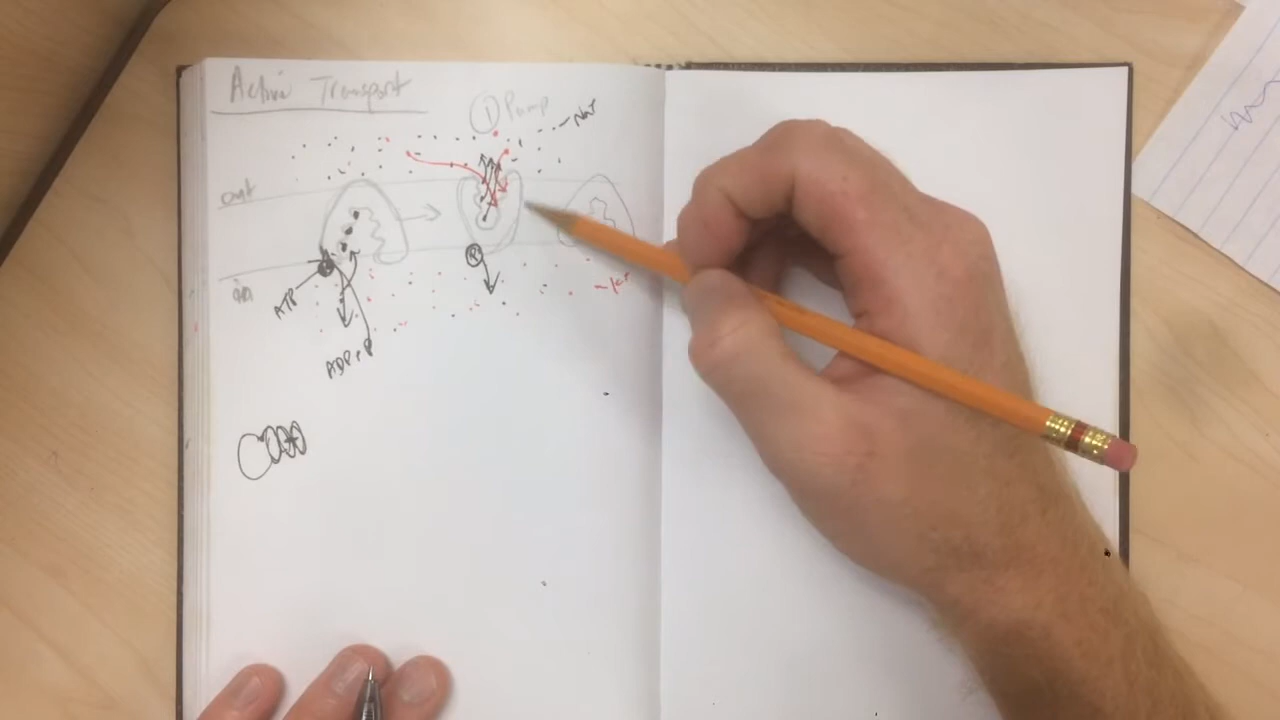 Active Transport
① Pump
Na+
out
P
in
ATP
K+
ADP+P